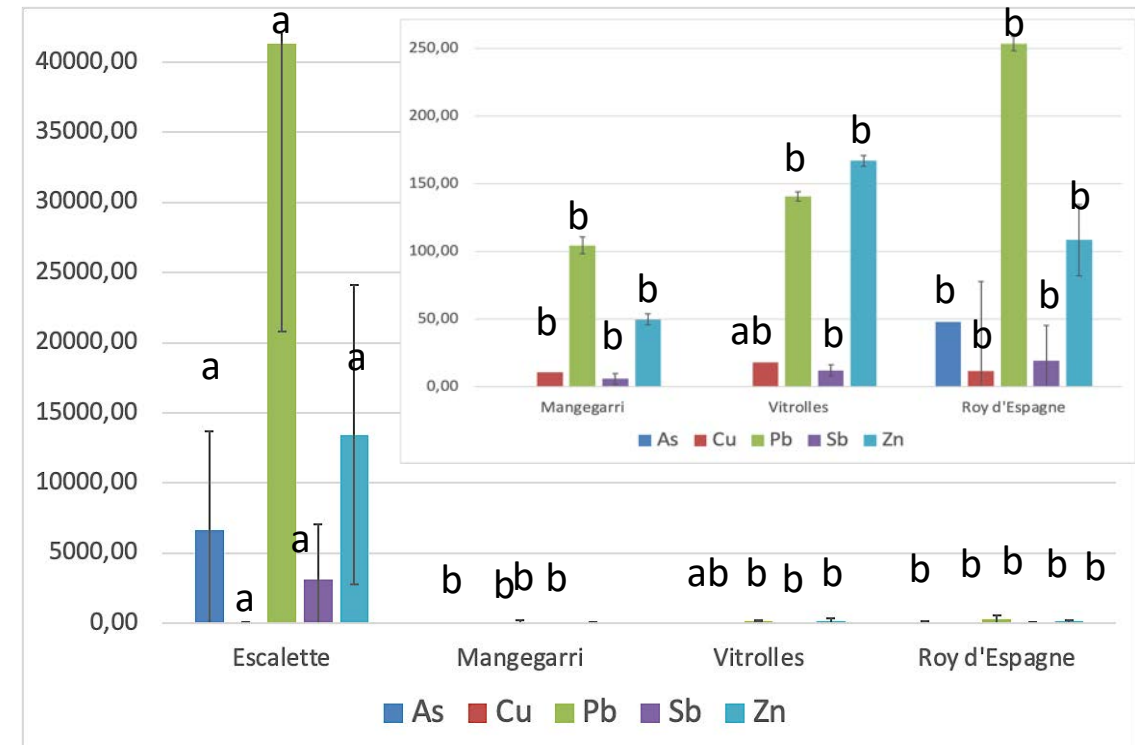 a
40000,00
35000,00
30000,00
25000,00
20000,00
15000,00
10000,00
5000,00
0,00
a
a
a
a
b b b b
ab b b b
b b b b b
Escalette Mangegarri Vitrolles Roy d'Espagne
As Cu Pb Sb Zn
250,00
200,00
150,00
100,00
50,00
0,00
b b b b
ab b b b
b b b b b
Mangegarri Vitrolles Roy d'Espagne
As Cu Pb Sb Zn